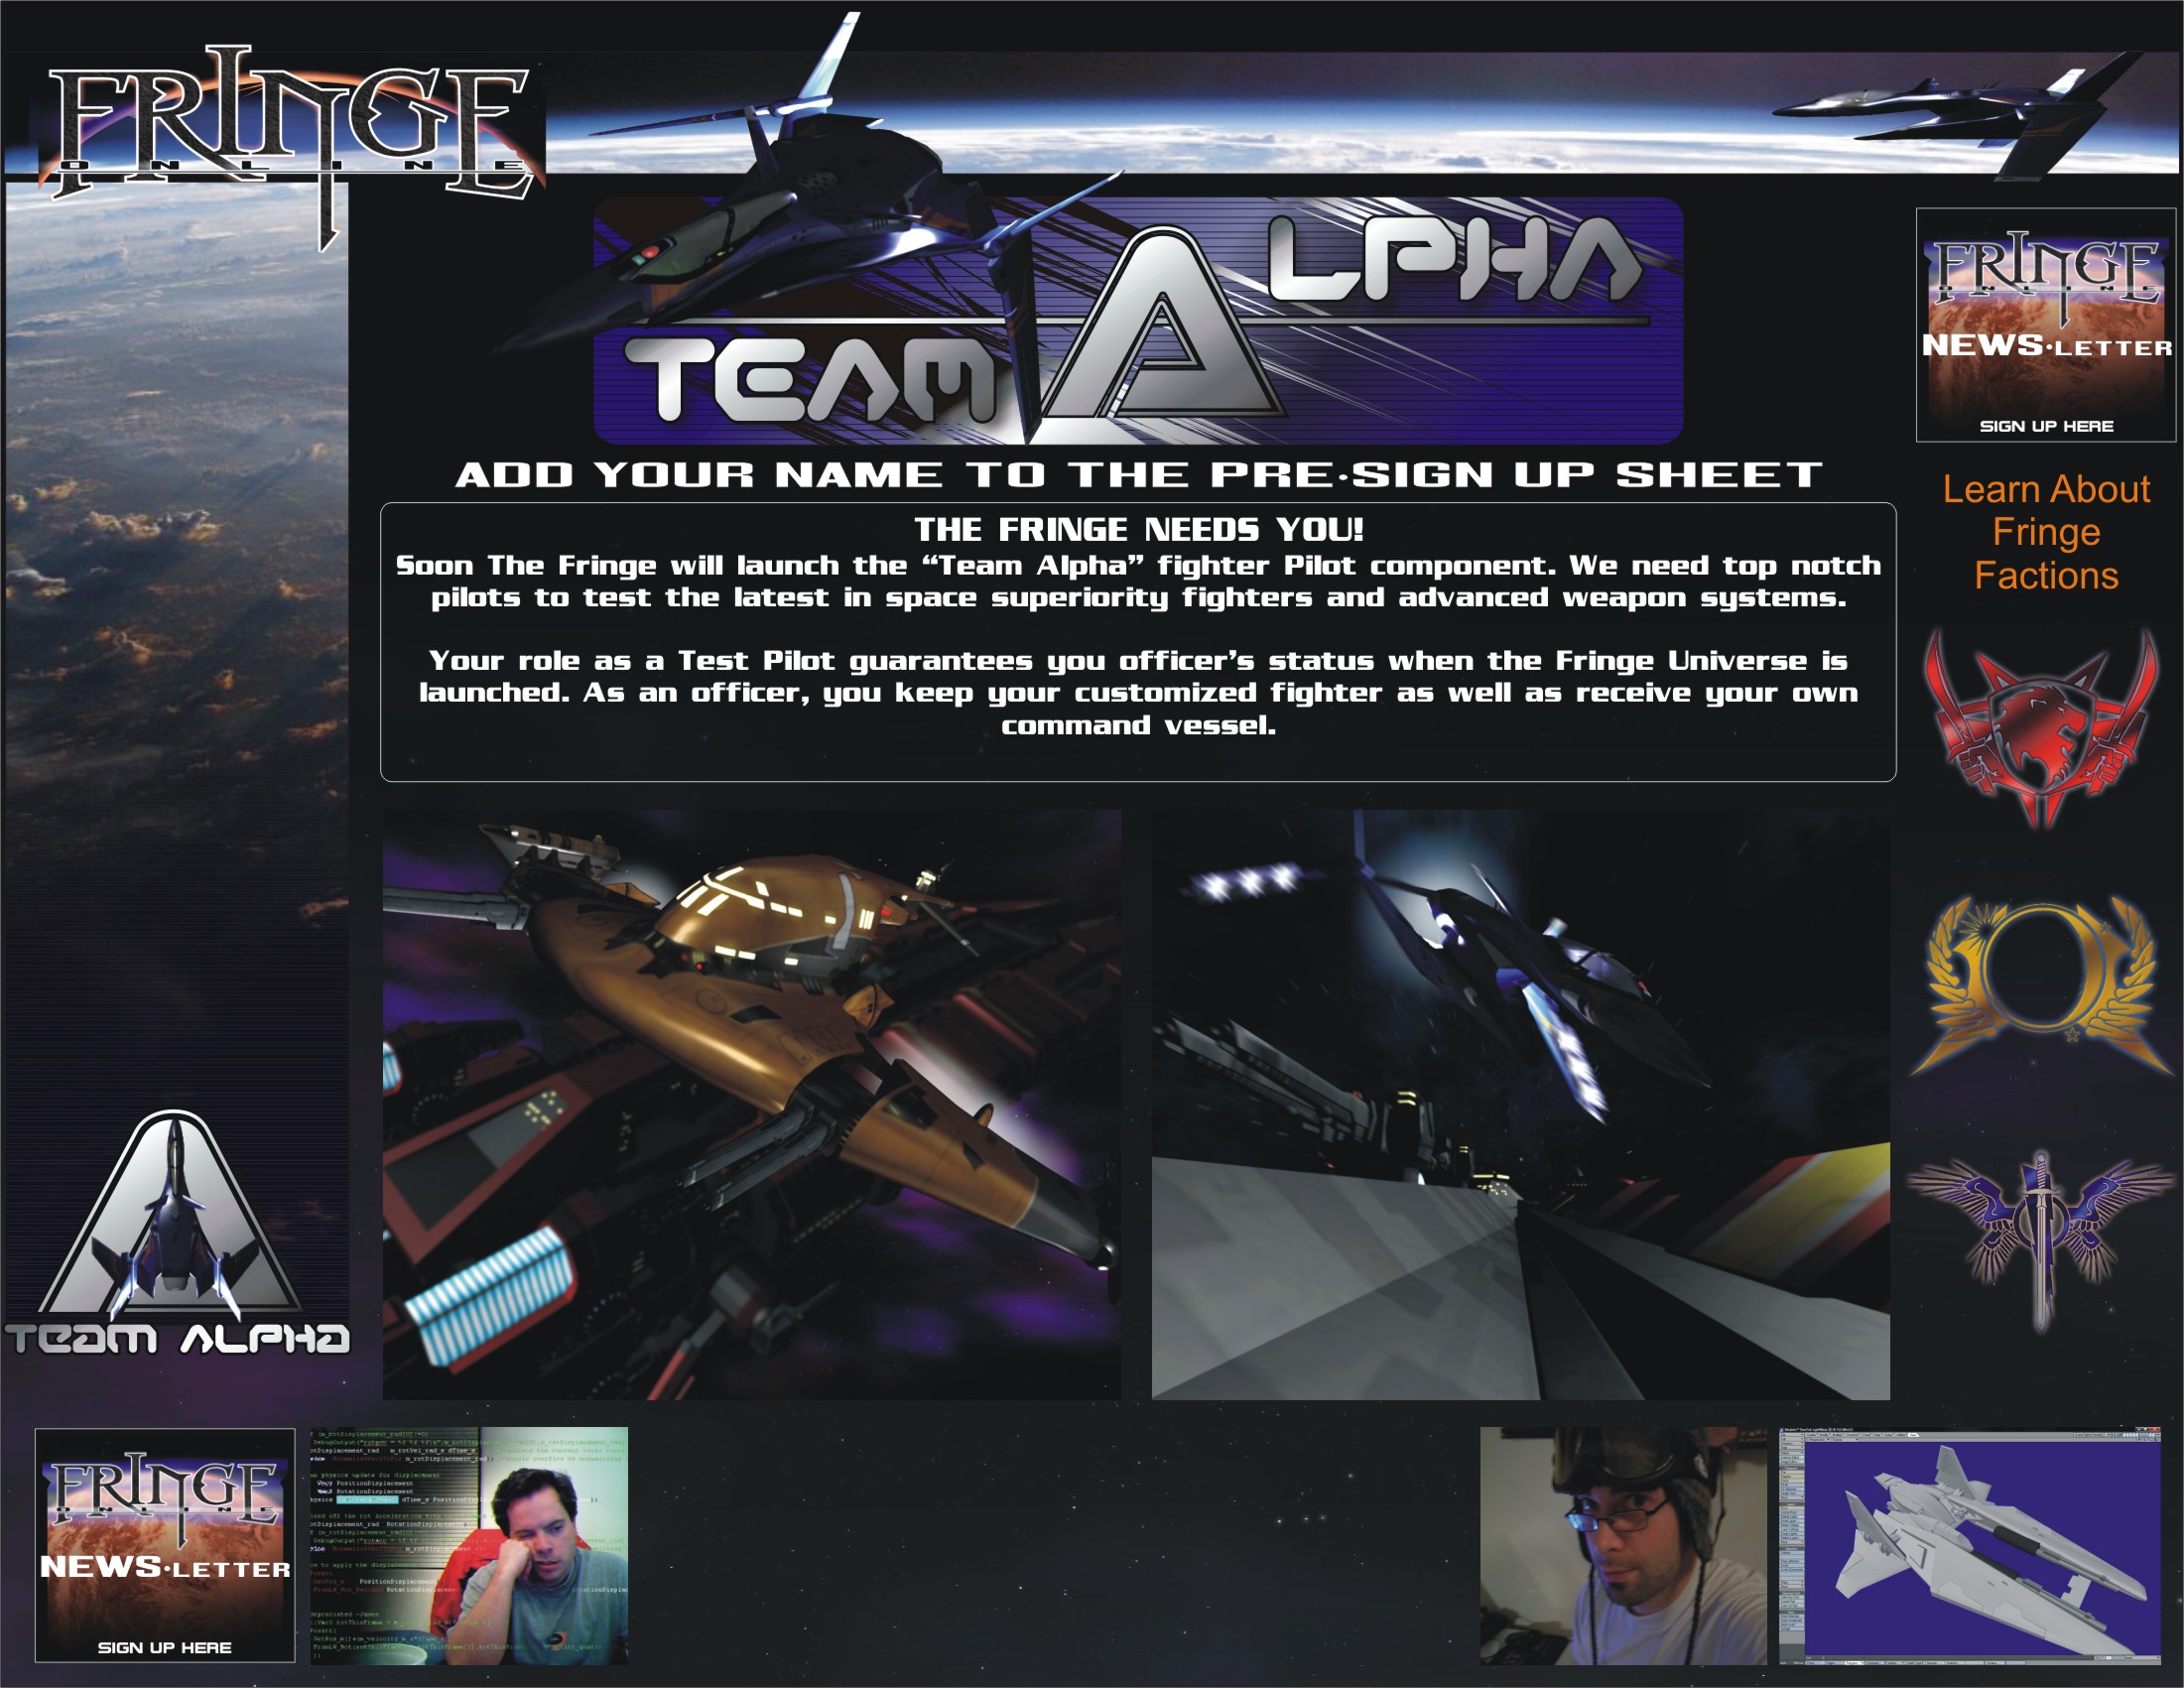 FRINGE
ONLINE
TEAM ALPHA
FRINGE
ONLINE
NEWS·LETTER
SIGN UP HERE
ADD YOUR NAME TO THE PRE·SIGN UP SHEET
THE FRINGE NEEDS YOU!
Soon The Fringe will launch the “Team Alpha” fighter Pilot component. We need top notch
pilots to test the latest in space superiority fighters and advanced weapon systems.
Your role as a Test Pilot guarantees you officer’s status when the Fringe Universe is
launched. As an officer, you keep your customized fighter as well as receive your own
command vessel.
Learn About
Fringe
Factions
TEAM ALPHA
FRINGE
ONLINE
NEWS·LETTER
SIGN UP HERE